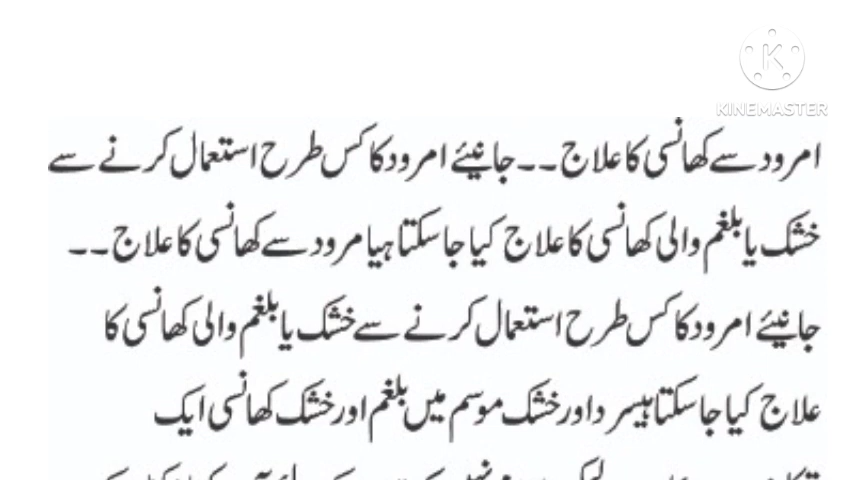 KINEMASTER
امرود سے کھانسی کا علاج۔۔جانیئے امرود کا کس طرح استعمال کرنے سے
خشک یا بلغم والی کھانسی کا علاج کیا جا سکتا ہیامرود سے کھانسی کا علاج۔۔
جانیئے امرود کا کس طرح استعمال کرنے سے خشک یا بلغم والی کھانسی کا
علاج کیا جا سکتا ہیسرد اور خشک موسم میں بلغم اور خشک کھانسی ایک